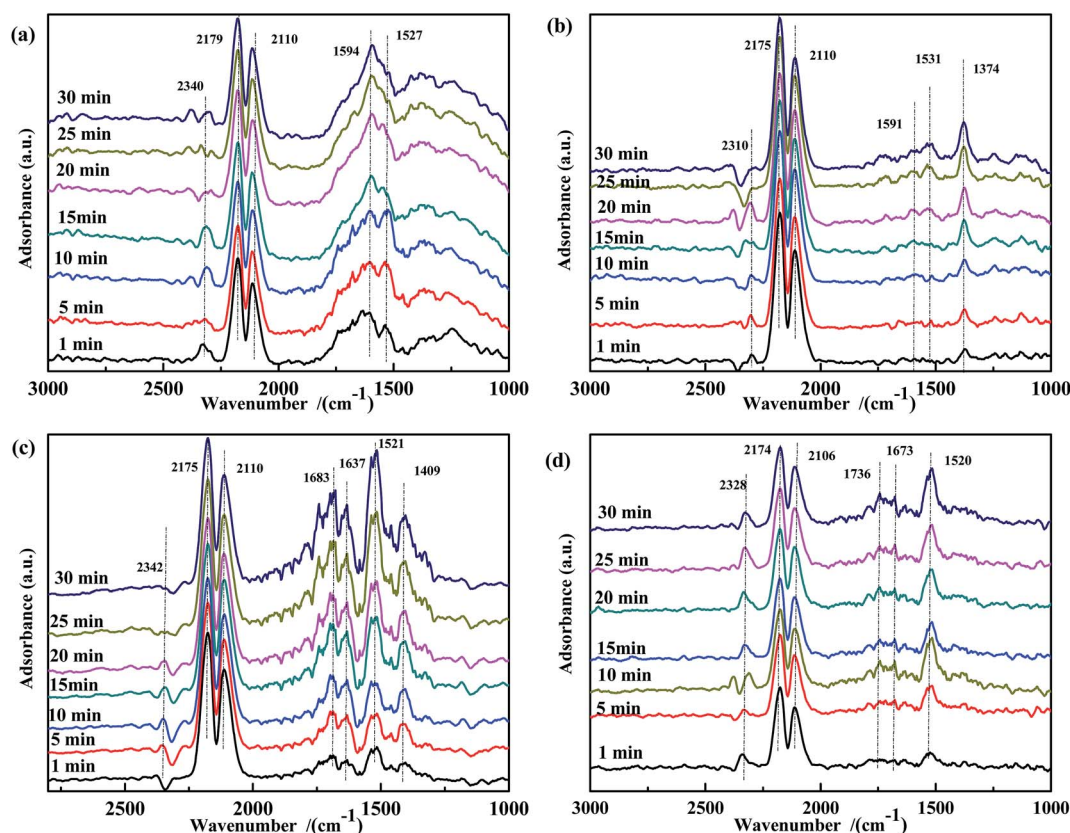 (a)
2179
2110
1594
1527
2340
30 min
25 min
20 min
15min
10 min
5 min
1 min
Adsorbance (a.u.)
3000
2500
2000
1500
1000
Wavenumber /(cm-1)
(b)
2175
2110
1531
1374
1591
2310
30 min
25 min
20 min
15min
10 min
5 min
1 min
Adsorbance (a.u.)
3000
2500
2000
1500
1000
Wavenumber /(cm-1)
(c)
2175
2110
1683
1637
1521
1409
2342
30 min
25 min
20 min
15min
10 min
5 min
1 min
Adsorbance (a.u.)
2500
2000
1500
1000
Wavenumber /(cm-1)
(d)
2174
2106
1736
1673
1520
2328
30 min
25 min
20 min
15min
10 min
5 min
1 min
Adsorbance (a.u.)
3000
2500
2000
1500
1000
Wavenumber /(cm-1)